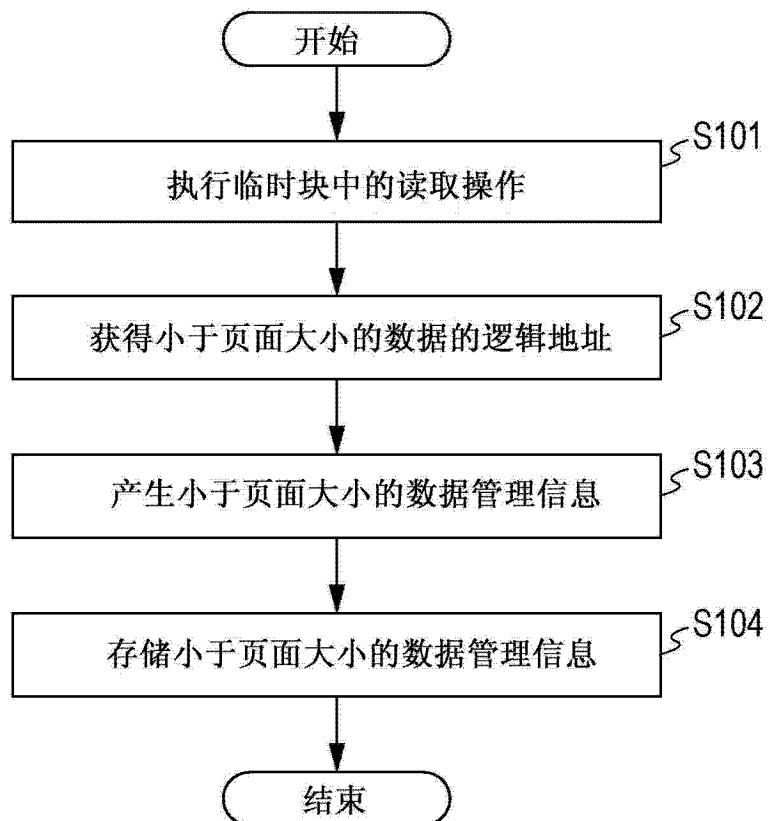 开始
S101
执行临时块中的读取操作
S102
获得小于页面大小的数据的逻辑地址
S103
产生小于页面大小的数据管理信息
S104
存储小于页面大小的数据管理信息
结束